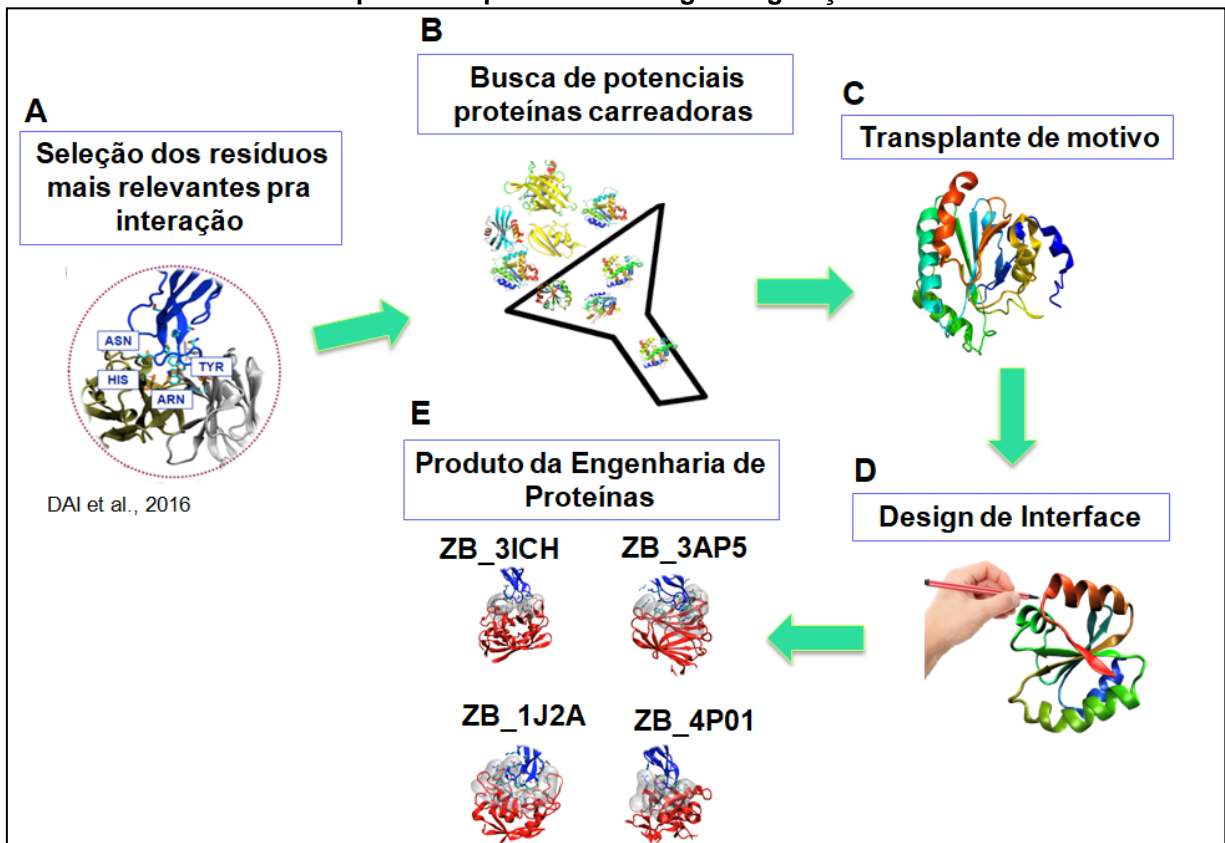 A
Seleção dos resíduos
mais relevantes pra
interação
ASN
HIS
TYR
ARN
DAI et al., 2016
B
Busca de potenciais
proteínas carreadoras
C
Transplante de motivo
D
Design de Interface
E
Produto da Engenharia de
Proteínas
ZB_3ICH
ZB_3AP5
ZB_1J2A
ZB_4P01